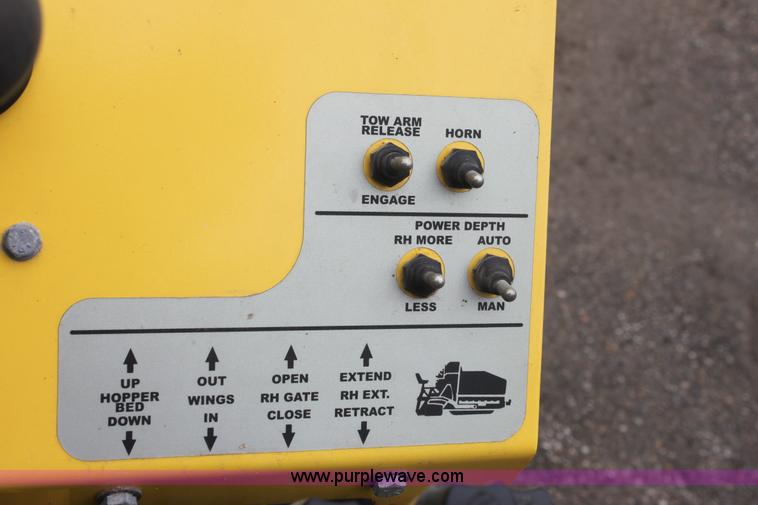 TOW ARM
RELEASE
HORN
ENGAGE
POWER DEPTH
RH MORE
AUTO
LESS
MAN
UP
HOPPER
BED
DOWN
OUT
WINGS
IN
OPEN
RH GATE
CLOSE
EXTEND
RH EXT.
RETRACT
www.purplewave.com